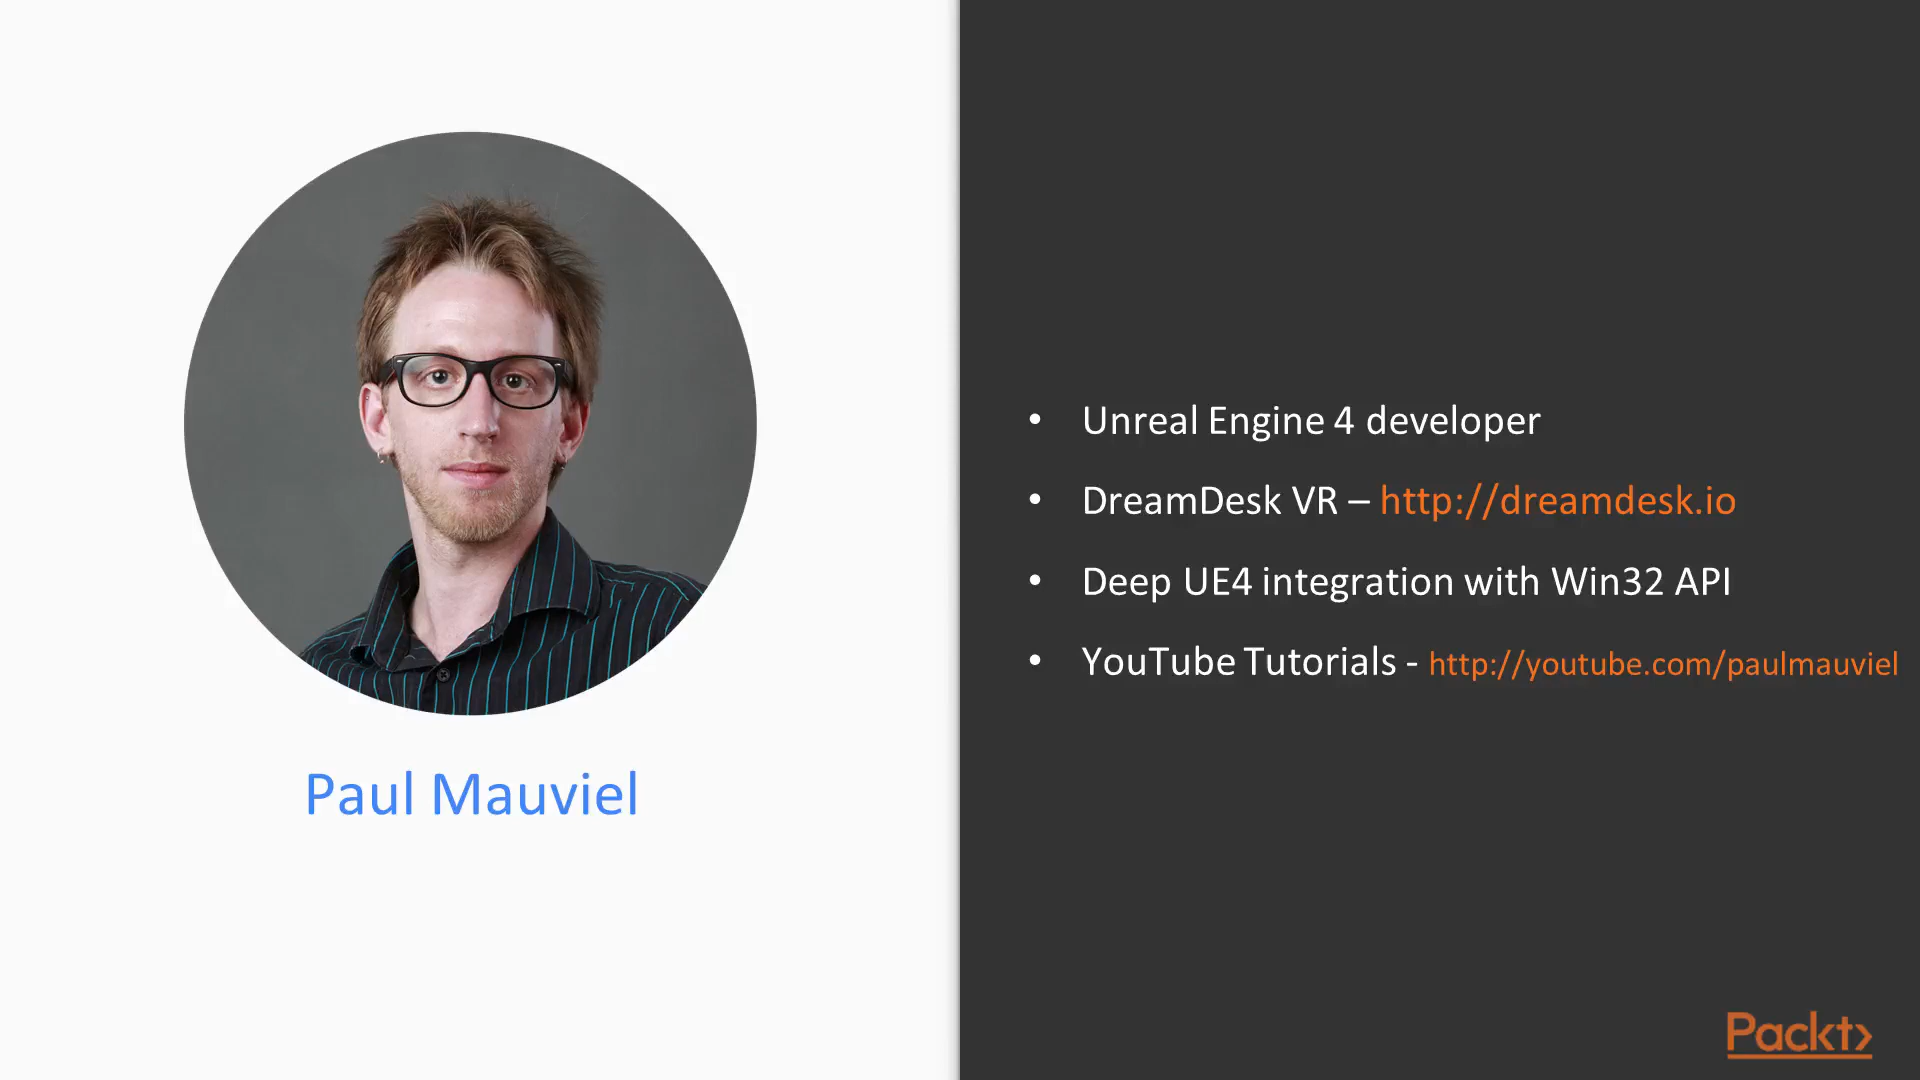 Paul Mauviel
• Unreal Engine 4 developer
• DreamDesk VR – http://dreamdesk.io
• Deep UE4 integration with Win32 API
• YouTube Tutorials - http://youtube.com/paulmauviel
Packt>